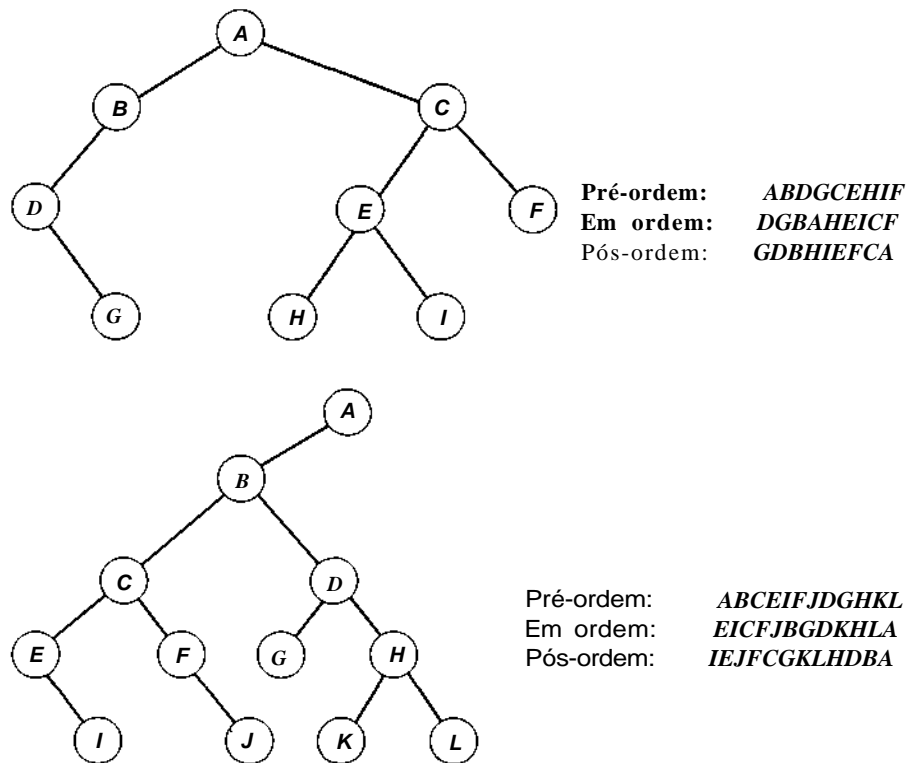 A
B C
D E F
Pré-ordem: ABDGCEHIF
Em ordem: DGBAHEICF
Pós-ordem: GDBHIEFCA
G H I
A
B
C D
Pré-ordem: ABCEIFJDGHKL
Em ordem: EICFJBGDKHLA
Pós-ordem: IEJFCGKLHDBA
E F G H
I J K L